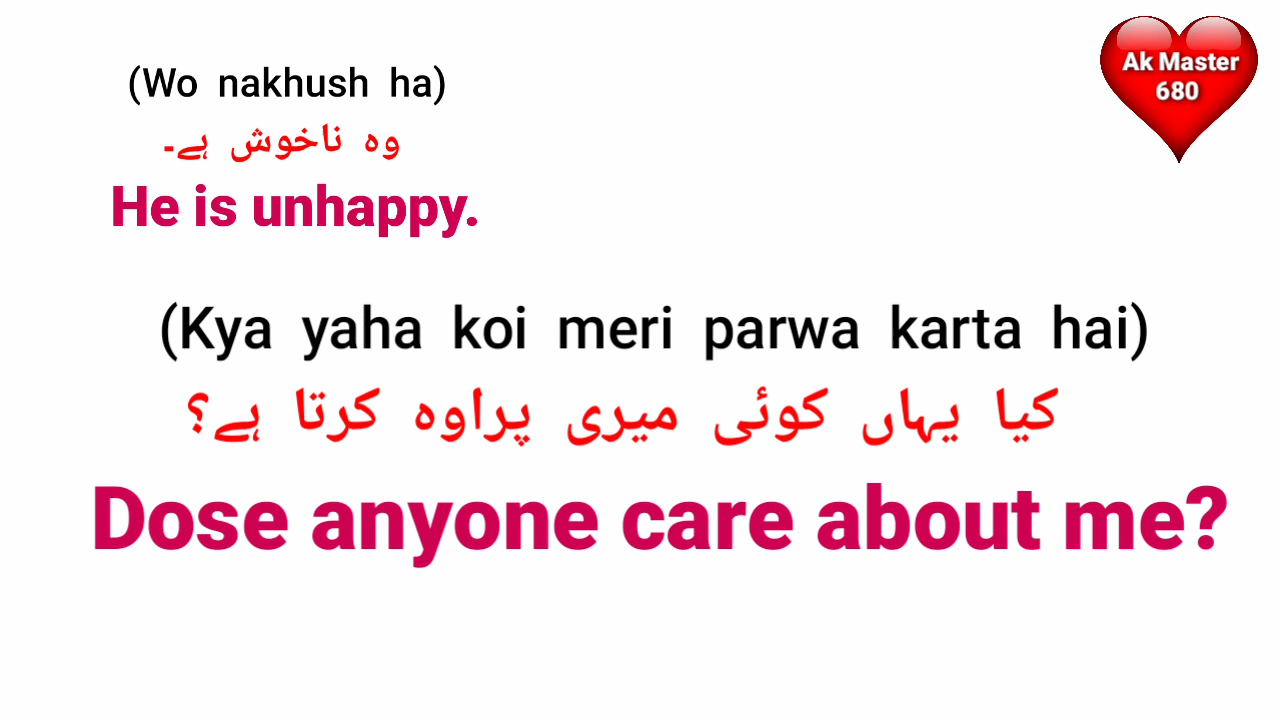 Ak Master
680
(Wo nakhush ha)
وہ ناخوش ہے۔
He is unhappy.
(Kya yaha koi meri parwa karta hai)
کیا یہاں کوئی میری پراوہ کرتا ہے؟
Dose anyone care about me?